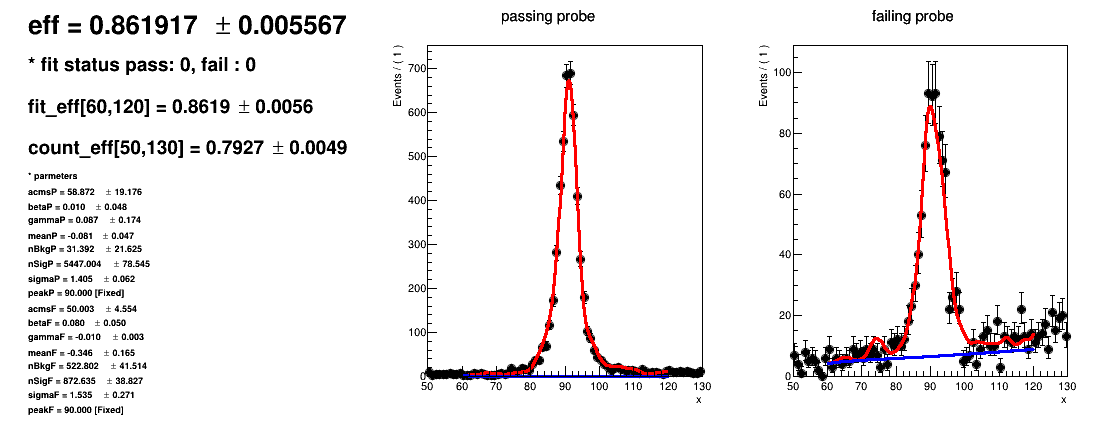 eff = 0.861917 ± 0.005567
* fit status pass: 0, fail : 0
fit_eff[60,120] = 0.8619 ± 0.0056
count_eff[50,130] = 0.7927 ± 0.0049
* parmeters
acmsP = 58.872 ± 19.176
betaP = 0.010 ± 0.048
gammaP = 0.087 ± 0.174
meanP = -0.081 ± 0.047
nBkgP = 31.392 ± 21.625
nSigP = 5447.004 ± 78.545
sigmaP = 1.405 ± 0.062
peakP = 90.000 [Fixed]
acmsF = 50.003 ± 4.554
betaF = 0.080 ± 0.050
gammaF = -0.010 ± 0.003
meanF = -0.346 ± 0.165
nBkgF = 522.802 ± 41.514
nSigF = 872.635 ± 38.827
sigmaF = 1.535 ± 0.271
peakF = 90.000 [Fixed]
passing probe
Events / ( 1 )
700
600
500
400
300
200
100
0
50 60 70 80 90 100 110 120 130
x
failing probe
Events / ( 1 )
100
80
60
40
20
0
50 60 70 80 90 100 110 120 130
x